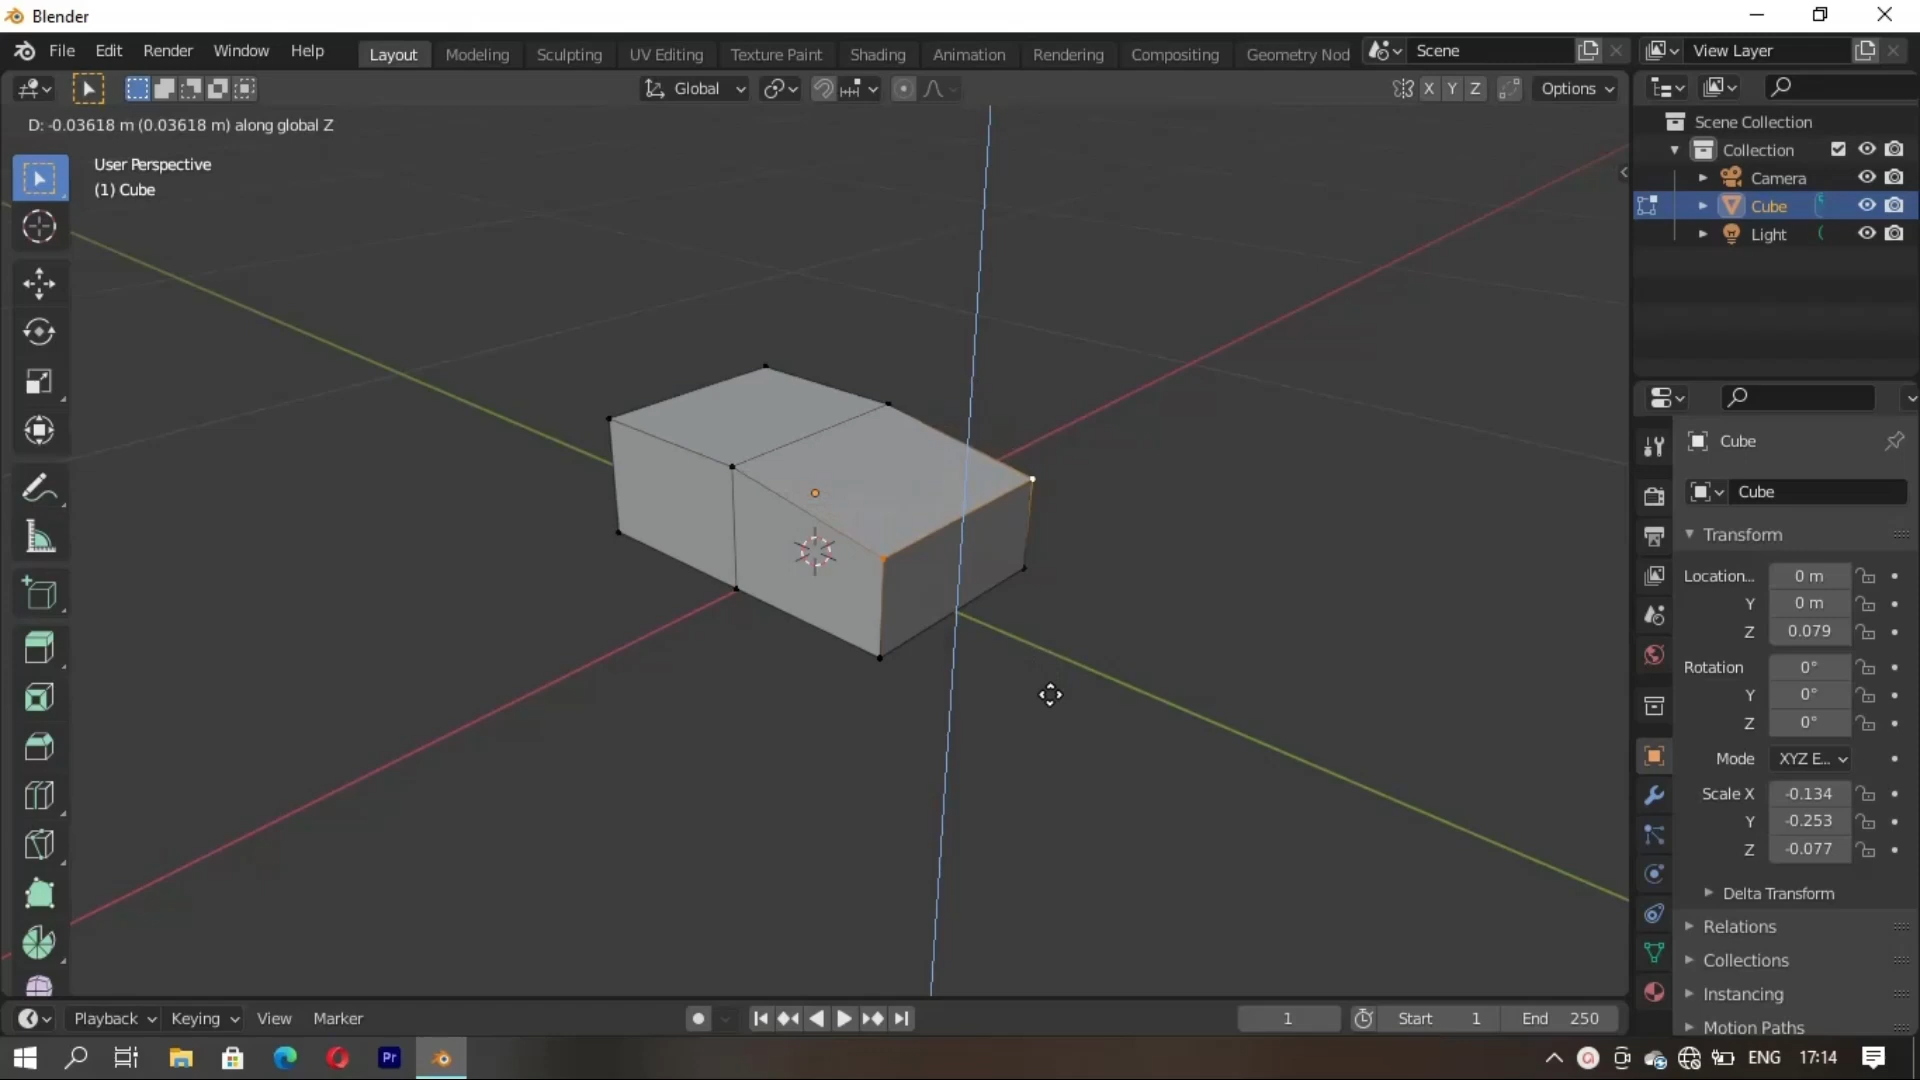 Blender
File Edit Render Window Help Layout Modeling Sculpting UV Editing Texture Paint Shading Animation Rendering Compositing Geometry Nod Scene View Layer
Global X Y Z Options
D: -0.03618 m (0.03618 m) along global Z
User Perspective
(1) Cube
Scene Collection
Collection
Camera
Cube
Light
Cube
Cube
Transform
Location... 0 m
Y 0 m
Z 0.079
Rotation 0°
Y 0°
Z 0°
Mode XYZ E...
Scale X -0.134
Y -0.253
Z -0.077
Delta Transform
Relations
Collections
Instancing
Motion Paths
Playback Keying View Marker 1 Start 1 End 250
Pr ENG 17:14